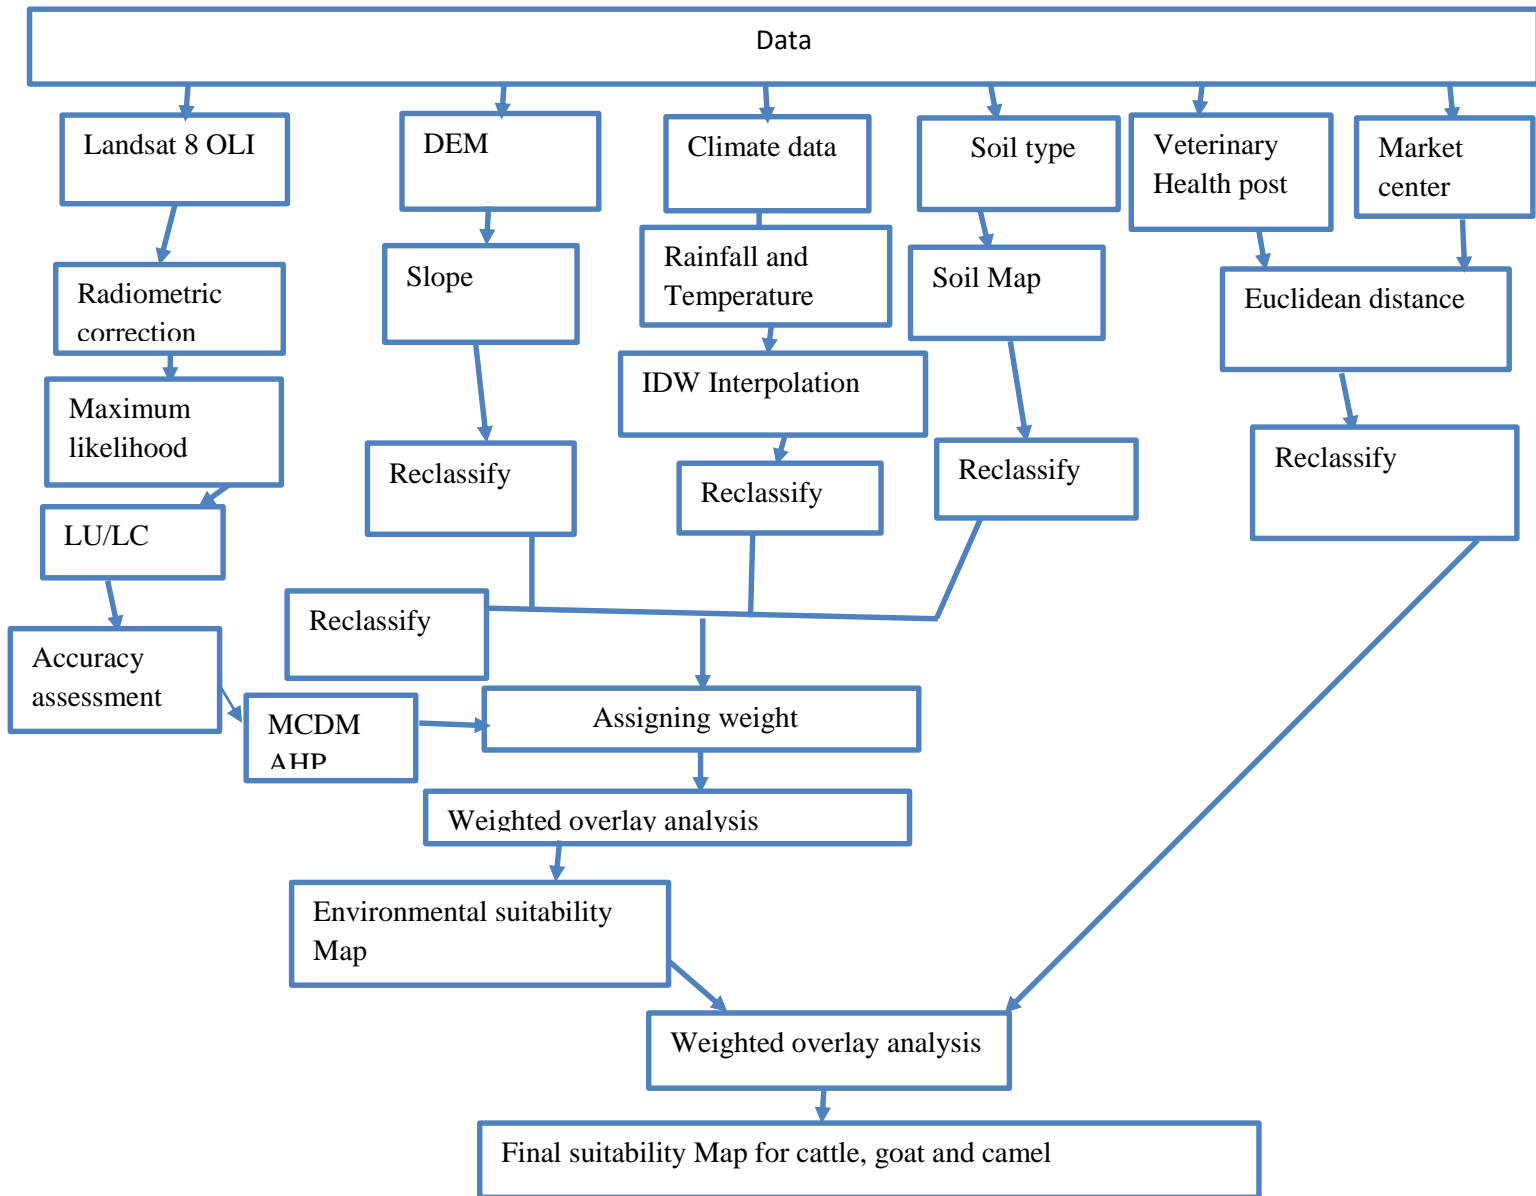 Data
Landsat 8 OLI
DEM
Climate data
Soil type
Veterinary
Health post
Market
center
Radiometric
correction
Slope
Rainfall and
Temperature
Soil Map
Euclidean distance
Maximum
likelihood
IDW Interpolation
Reclassify
Reclassify
Reclassify
Reclassify
LU/LC
Reclassify
Accuracy
assessment
MCDM
AHP
Assigning weight
Weighted overlay analysis
Environmental suitability
Map
Weighted overlay analysis
Final suitability Map for cattle, goat and camel